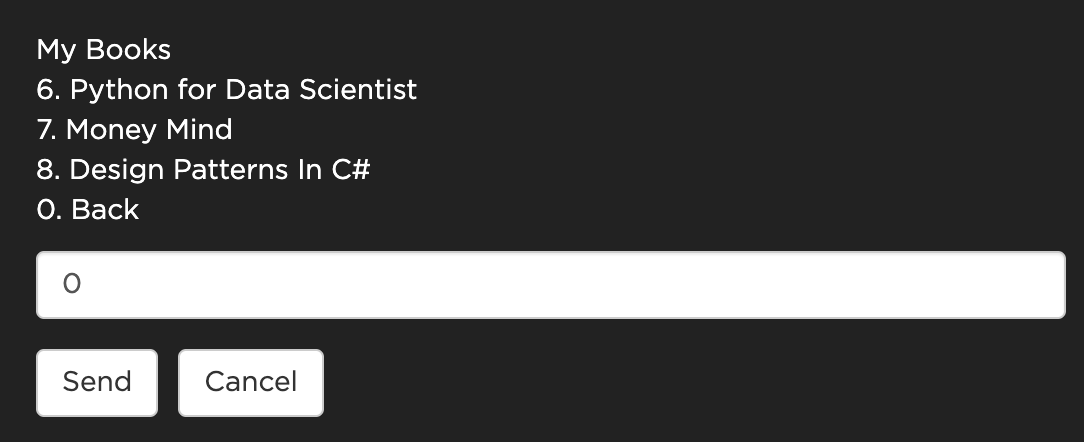 My Books
6. Python for Data Scientist
7. Money Mind
8. Design Patterns In C#
0. Back
0
Send Cancel